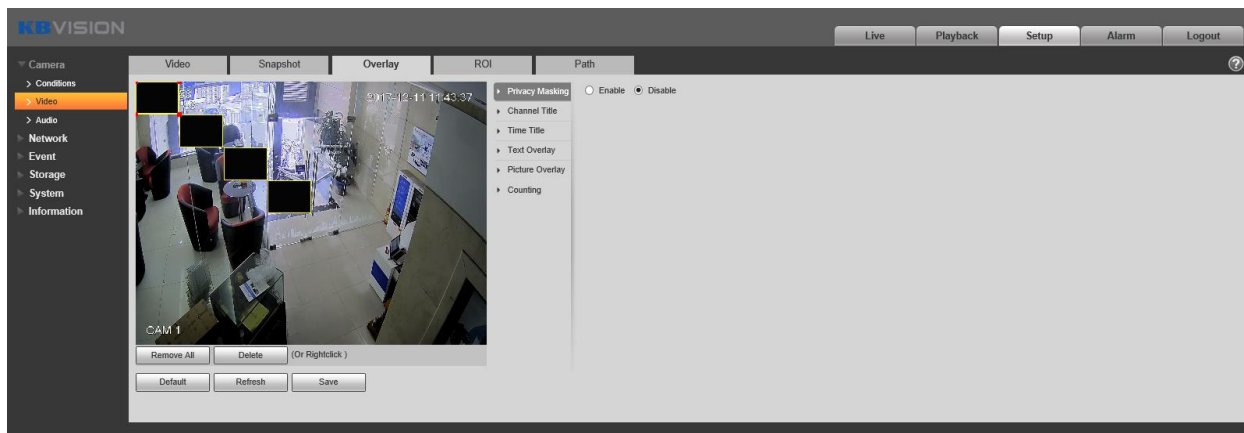 KBVISION
Live Playback Setup Alarm Logout
Camera
Conditions
Video
Audio
Network
Event
Storage
System
Information
Video Snapshot Overlay ROI Path
?
2017-12-11 11:43:37
CAM 1
Privacy Masking
Channel Title
Time Title
Text Overlay
Picture Overlay
Counting
Enable Disable
Remove All Delete (Or Rightclick )
Default Refresh Save